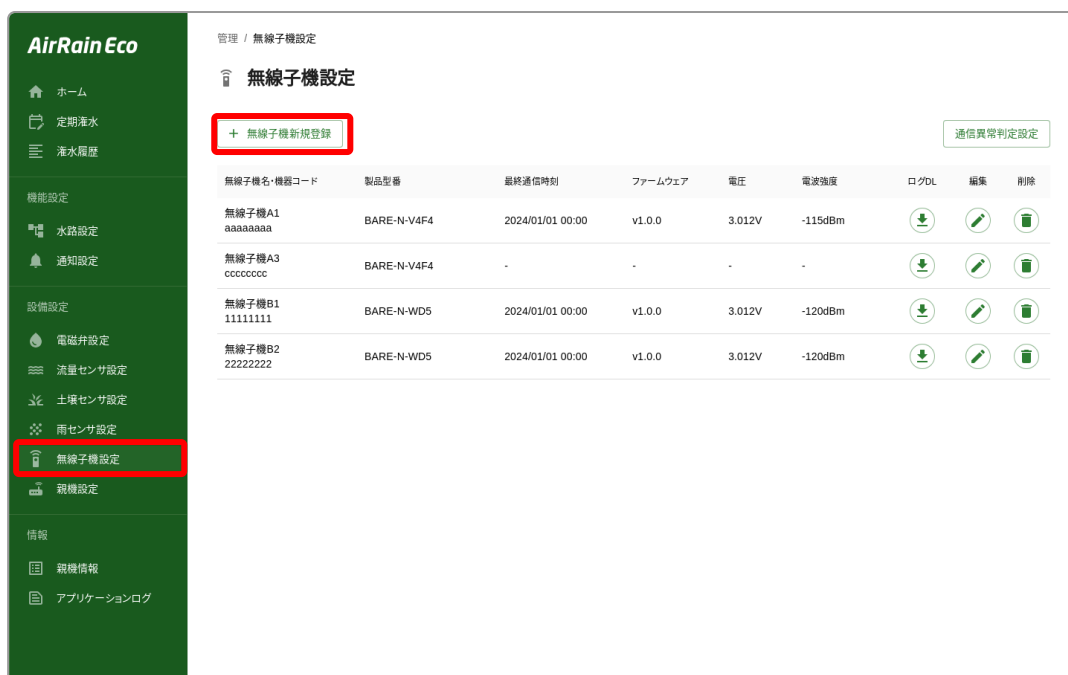 AirRain Eco
ホーム
定期潅水
潅水履歴
機能設定
水路設定
通知設定
設備設定
電磁弁設定
流量センサ設定
土壌センサ設定
雨センサ設定
無線子機設定
親機設定
情報
親機情報
アプリケーションログ
管理 / 無線子機設定
無線子機設定
+ 無線子機新規登録
通信異常判定設定
無線子機名・機器コード 製品型番 最終通信時刻 ファームウェア 電圧 電波強度 ログDL 編集 削除
無線子機A1
aaaaaaaa BARE-N-V4F4 2024/01/01 00:00 v1.0.0 3.012V -115dBm
無線子機A3
cccccccc BARE-N-V4F4 - - - -
無線子機B1
11111111 BARE-N-WD5 2024/01/01 00:00 v1.0.0 3.012V -120dBm
無線子機B2
22222222 BARE-N-WD5 2024/01/01 00:00 v1.0.0 3.012V -120dBm